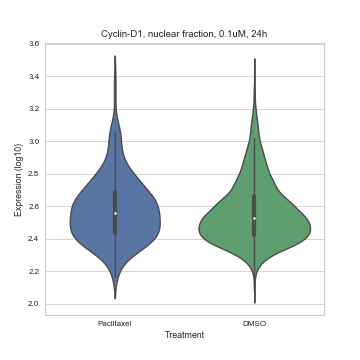 Cyclin-D1, nuclear fraction, 0.1uM, 24h
3.6
3.4
3.2
3.0
2.8
2.6
2.4
2.2
2.0
Expression (log10)
Paclitaxel
DMSO
Treatment